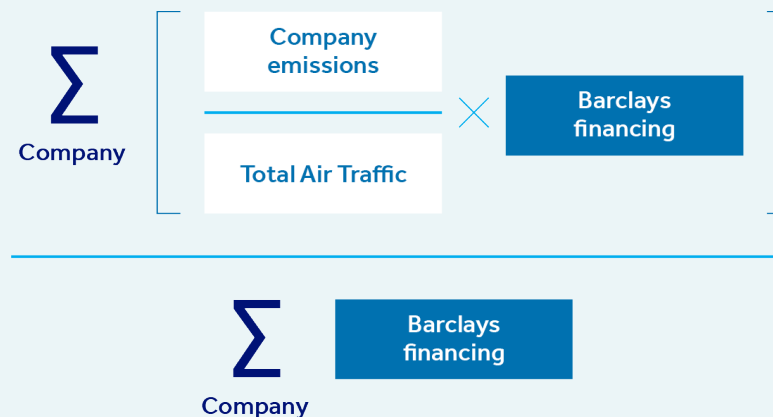 Σ
Company
Company
emissions
Total Air Traffic
×
Barclays
financing
Σ
Company
Barclays
financing